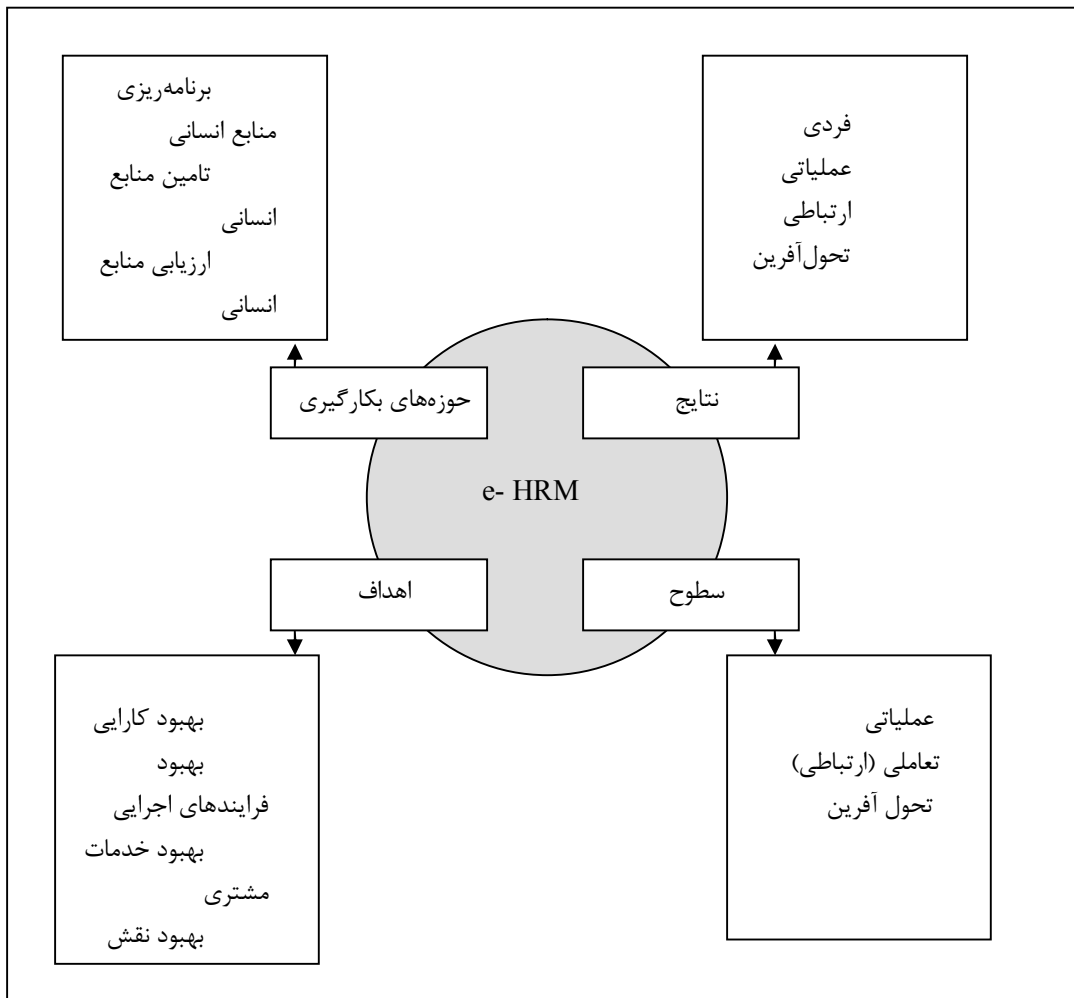 فردی
عملیاتی
ارتباطی
تحول‌آفرین
برنامه‌ریزی
منابع انسانی
تامین منابع
انسانی
ارزیابی منابع
انسانی
نتایج
حوزه‌های بکارگیری
e- HRM
سطوح
اهداف
عملیاتی
تعاملی (ارتباطی)
تحول آفرین
بهبود کارایی
بهبود
فرایندهای اجرایی
بهبود خدمات
مشتری
بهبود نقش